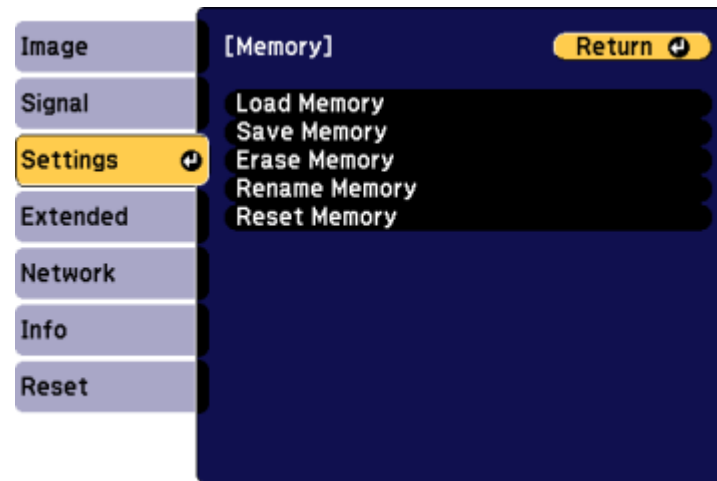 Image
Signal
Settings
Extended
Network
Info
Reset
[Memory]
Return
Load Memory
Save Memory
Erase Memory
Rename Memory
Reset Memory